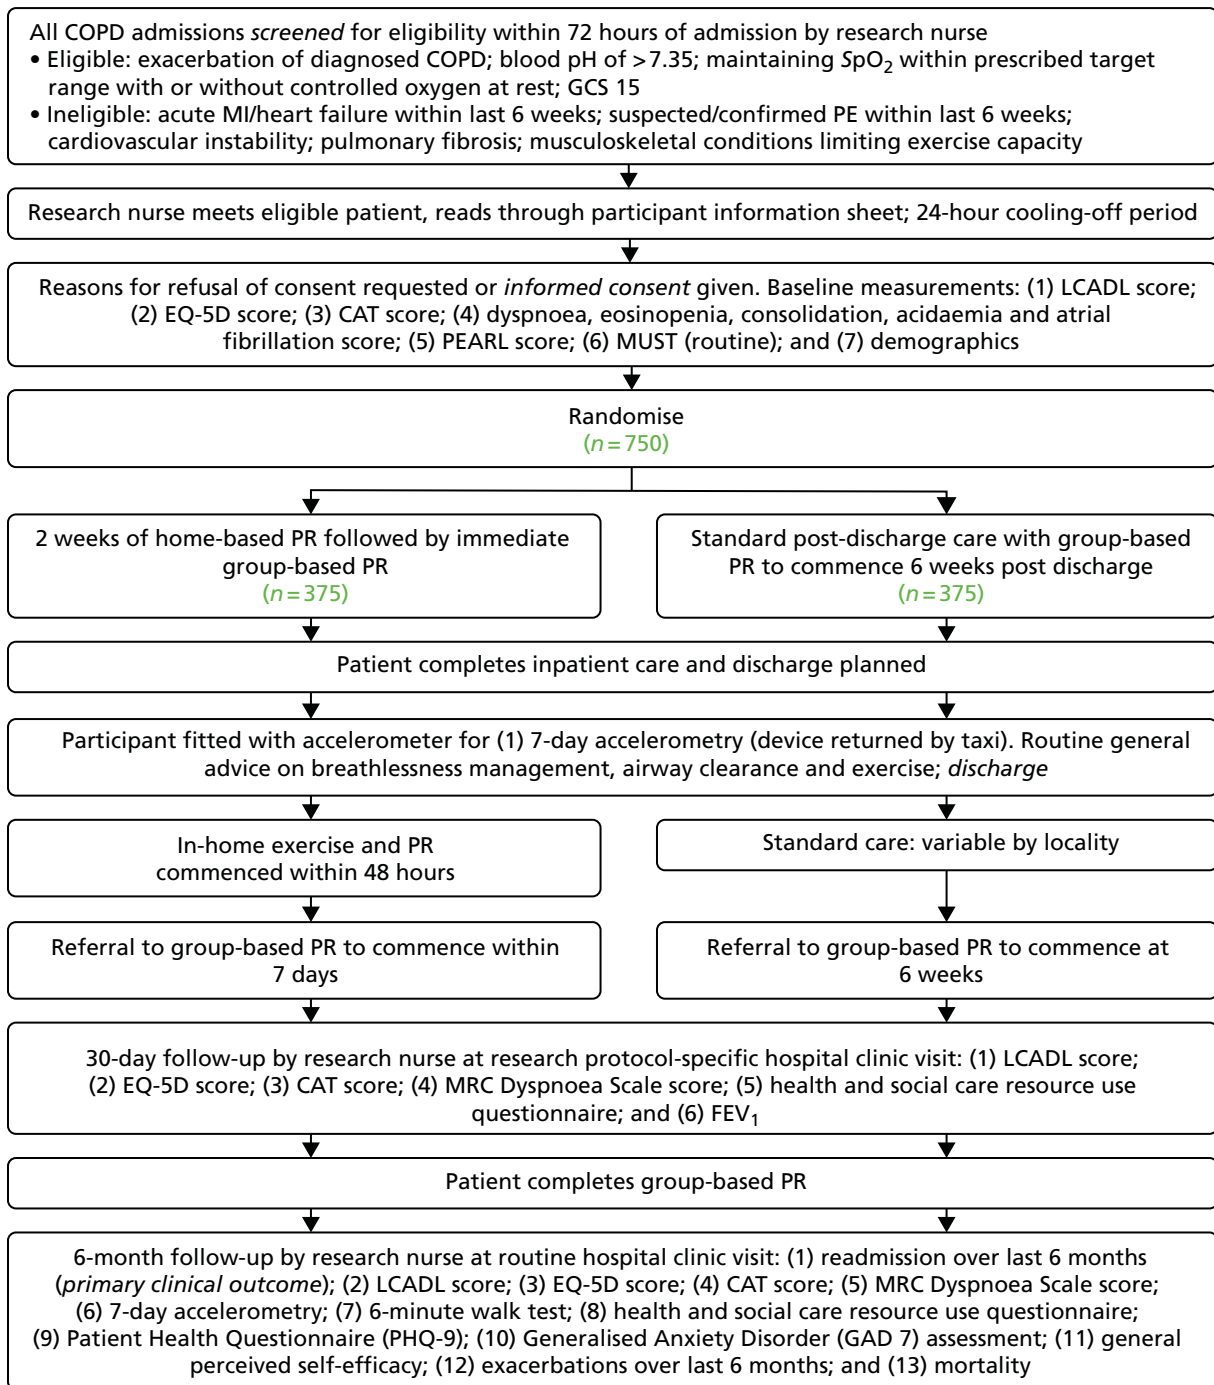 All COPD admissions screened for eligibility within 72 hours of admission by research nurse
• Eligible: exacerbation of diagnosed COPD; blood pH of >7.35; maintaining SpO₂ within prescribed target
range with or without controlled oxygen at rest; GCS 15
• Ineligible: acute MI/heart failure within last 6 weeks; suspected/confirmed PE within last 6 weeks;
cardiovascular instability; pulmonary fibrosis; musculoskeletal conditions limiting exercise capacity
Research nurse meets eligible patient, reads through participant information sheet; 24-hour cooling-off period
Reasons for refusal of consent requested or informed consent given. Baseline measurements: (1) LCADL score;
(2) EQ-5D score; (3) CAT score; (4) dyspnoea, eosinopenia, consolidation, acidaemia and atrial
fibrillation score; (5) PEARL score; (6) MUST (routine); and (7) demographics
Randomise
(n=750)
2 weeks of home-based PR followed by immediate
group-based PR
(n=375)
Standard post-discharge care with group-based
PR to commence 6 weeks post discharge
(n=375)
Patient completes inpatient care and discharge planned
Participant fitted with accelerometer for (1) 7-day accelerometry (device returned by taxi). Routine general
advice on breathlessness management, airway clearance and exercise; discharge
In-home exercise and PR
commenced within 48 hours
Standard care: variable by locality
Referral to group-based PR to commence within
7 days
Referral to group-based PR to commence at
6 weeks
30-day follow-up by research nurse at research protocol-specific hospital clinic visit: (1) LCADL score;
(2) EQ-5D score; (3) CAT score; (4) MRC Dyspnoea Scale score; (5) health and social care resource use
questionnaire; and (6) FEV₁
Patient completes group-based PR
6-month follow-up by research nurse at routine hospital clinic visit: (1) readmission over last 6 months
(primary clinical outcome); (2) LCADL score; (3) EQ-5D score; (4) CAT score; (5) MRC Dyspnoea Scale score;
(6) 7-day accelerometry; (7) 6-minute walk test; (8) health and social care resource use questionnaire;
(9) Patient Health Questionnaire (PHQ-9); (10) Generalised Anxiety Disorder (GAD 7) assessment; (11) general
perceived self-efficacy; (12) exacerbations over last 6 months; and (13) mortality